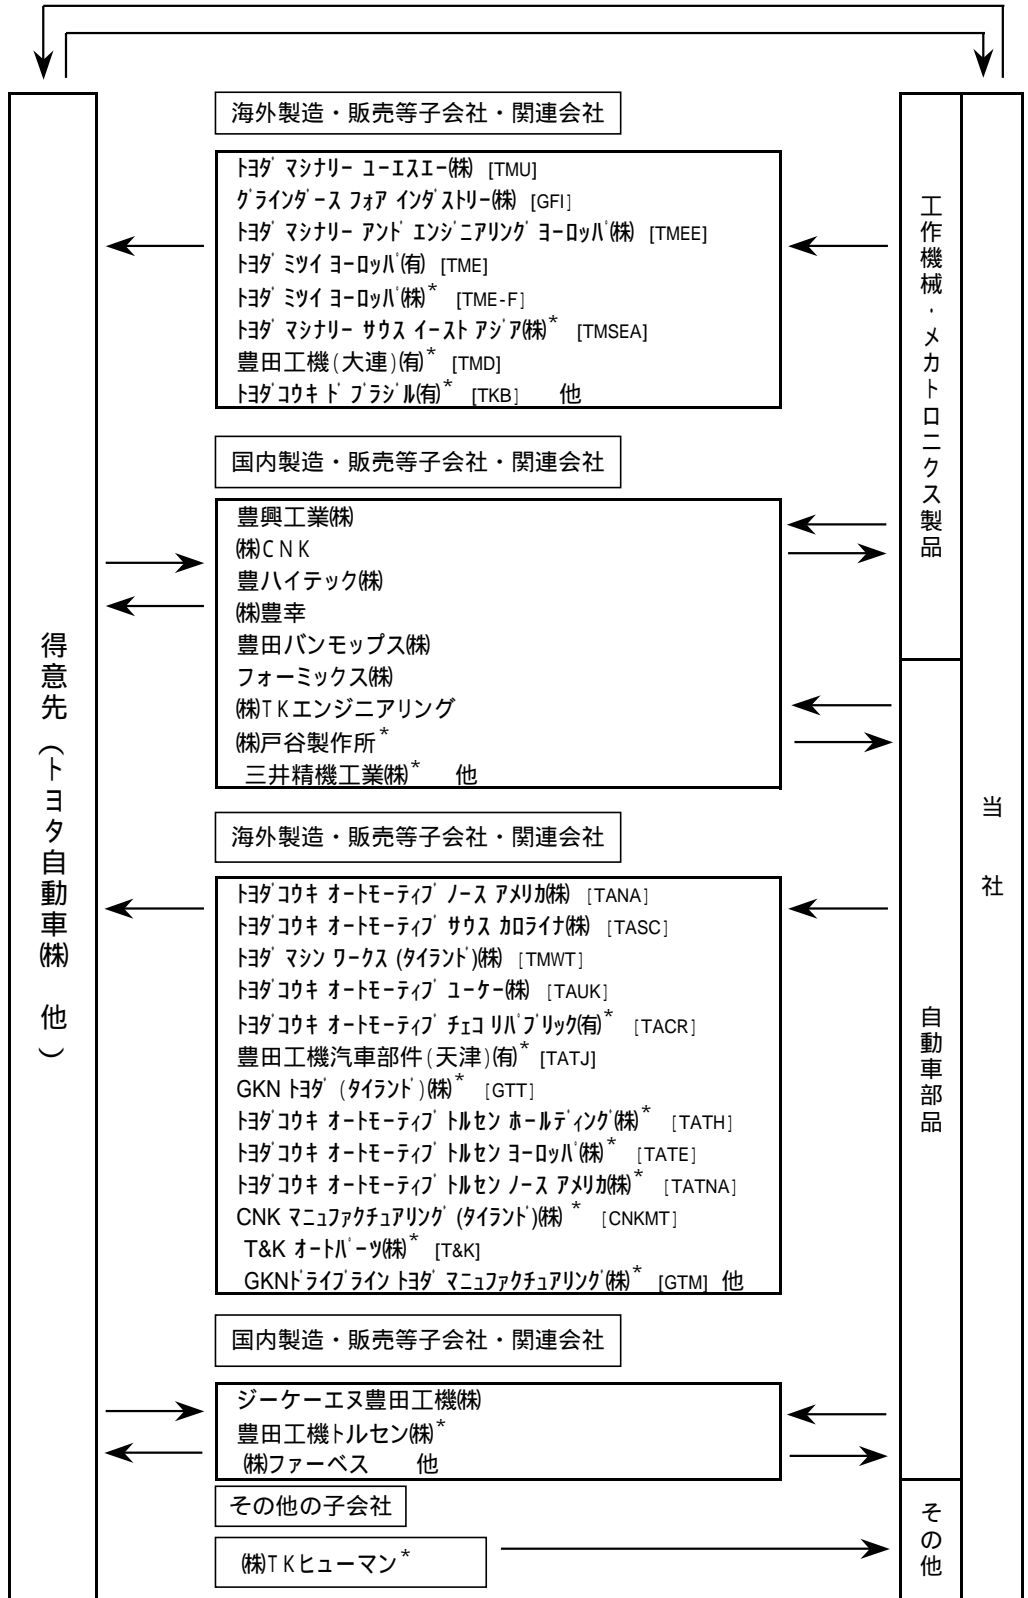 海外製造・販売等子会社・関連会社
トヨダ マシナリー ユーエスエー㈱ [TMU]
グラインダース フォア インダストリー㈱ [GFI]
トヨダ マシナリー アンド エンジニアリング ヨーロッパ㈱ [TMEE]
トヨダ ミツイ ヨーロッパ㈲ [TME]
トヨダ ミツイ ヨーロッパ㈱* [TME-F]
トヨダ マシナリー サウス イースト アジア㈱* [TMSEA]
豊田工機(大連)㈲* [TMD]
トヨダコウキ ド ブラジル㈲* [TKB] 他
国内製造・販売等子会社・関連会社
豊興工業㈱
㈱CNK
豊ハイテック㈱
㈱豊幸
豊田バンモップス㈱
フォーミックス㈱
㈱TKエンジニアリング
㈱戸谷製作所*
三井精機工業㈱* 他
海外製造・販売等子会社・関連会社
トヨダコウキ オートモーティブ ノース アメリカ㈱ [TANA]
トヨダコウキ オートモーティブ サウス カロライナ㈱ [TASC]
トヨダ マシン ワークス (タイランド)㈱ [TMWT]
トヨダコウキ オートモーティブ ユーケー㈱ [TAUK]
トヨダコウキ オートモーティブ チェコ リパブリック㈲* [TACR]
豊田工機汽車部件(天津)㈲* [TATJ]
GKN トヨダ (タイランド)㈱* [GTT]
トヨダコウキ オートモーティブ トルセン ホールディング㈱* [TATH]
トヨダコウキ オートモーティブ トルセン ヨーロッパ㈱* [TATE]
トヨダコウキ オートモーティブ トルセン ノース アメリカ㈱* [TATNA]
CNK マニュファクチュアリング (タイランド)㈱* [CNKMT]
T&K オートパーツ㈱* [T&K]
GKNドライブライン トヨダ マニュファクチュアリング㈱* [GTM] 他
国内製造・販売等子会社・関連会社
ジーケーエヌ豊田工機㈱
豊田工機トルセン㈱*
㈱ファーベス 他
その他の子会社
㈱TKヒューマン*
得意先（トヨタ自動車㈱ 他）
工作機械・メカトロニクス製品
自動車部品
その他
当社